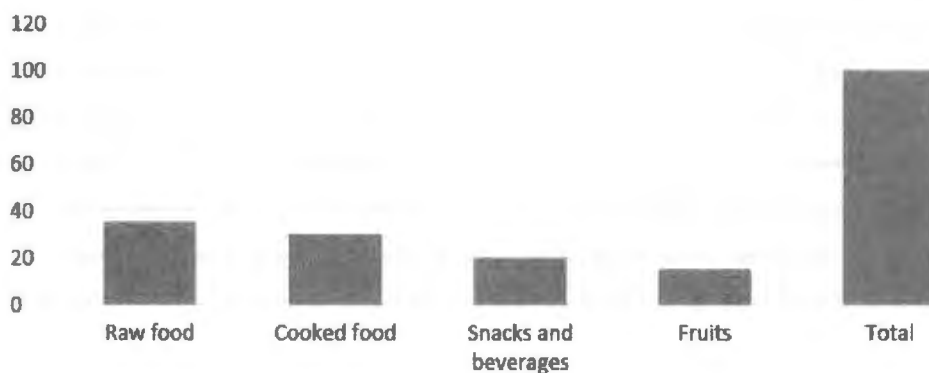 120
100
80
60
40
20
0
Raw food
Cooked food
Snacks and
beverages
Fruits
Total